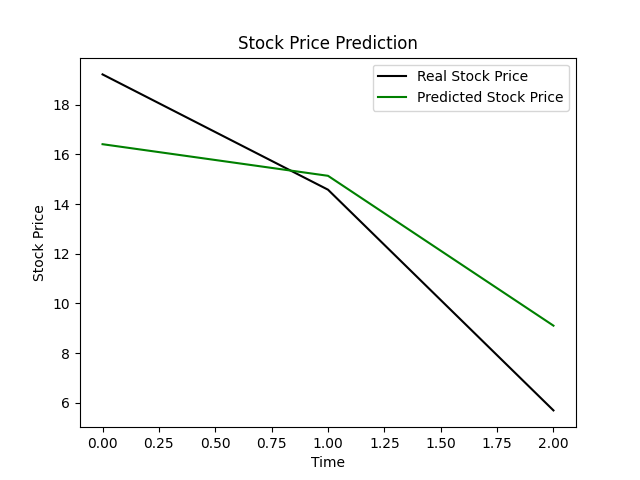 Stock Price Prediction
Real Stock Price
Predicted Stock Price
Stock Price
18
16
14
12
10
8
6
0.00 0.25 0.50 0.75 1.00 1.25 1.50 1.75 2.00
Time